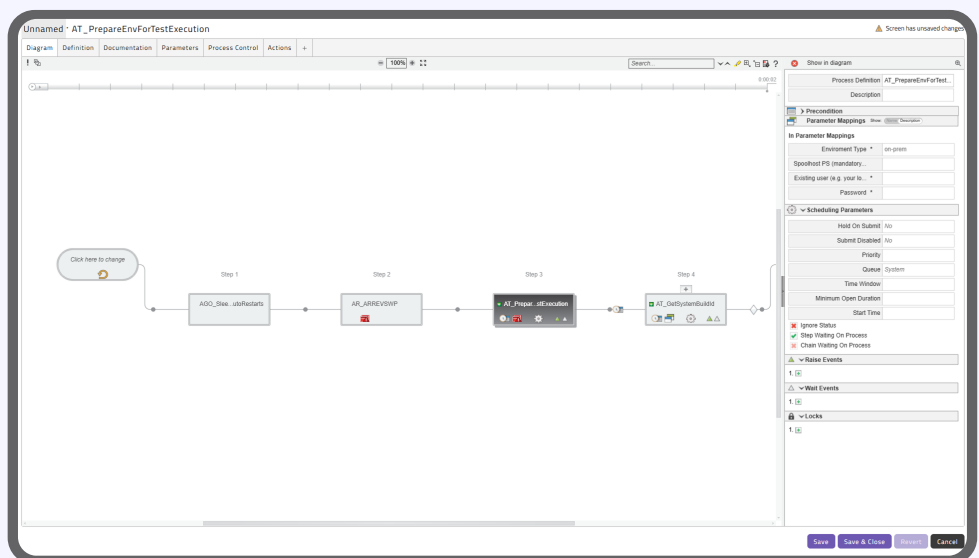 Unnamed · AT_PrepareEnvForTestExecution
Screen has unsaved changes
Diagram Definition Documentation Parameters Process Control Actions +
100%
Search...
?
Show in diagram
0:00:02
Process Definition AT_PrepareEnvForTest...
Description
Precondition
Parameter Mappings Show: Description
In Parameter Mappings
Enviroment Type * on-prem
Spoolhost PS (mandatory...
Existing user (e.g. your lo... *
Password *
Scheduling Parameters
Hold On Submit No
Submit Disabled No
Priority
Queue System
Time Window
Minimum Open Duration
Start Time
Ignore Status
Step Waiting On Process
Chain Waiting On Process
Raise Events
1.
Wait Events
1.
Locks
1.
Click here to change
Step 1
AGO_Slee...utoRestarts
Step 2
AR_ARREVSWP
Step 3
AT_Prepar...stExecution
Step 4
+
AT_GetSystemBuildId
Save Save & Close Revert Cancel